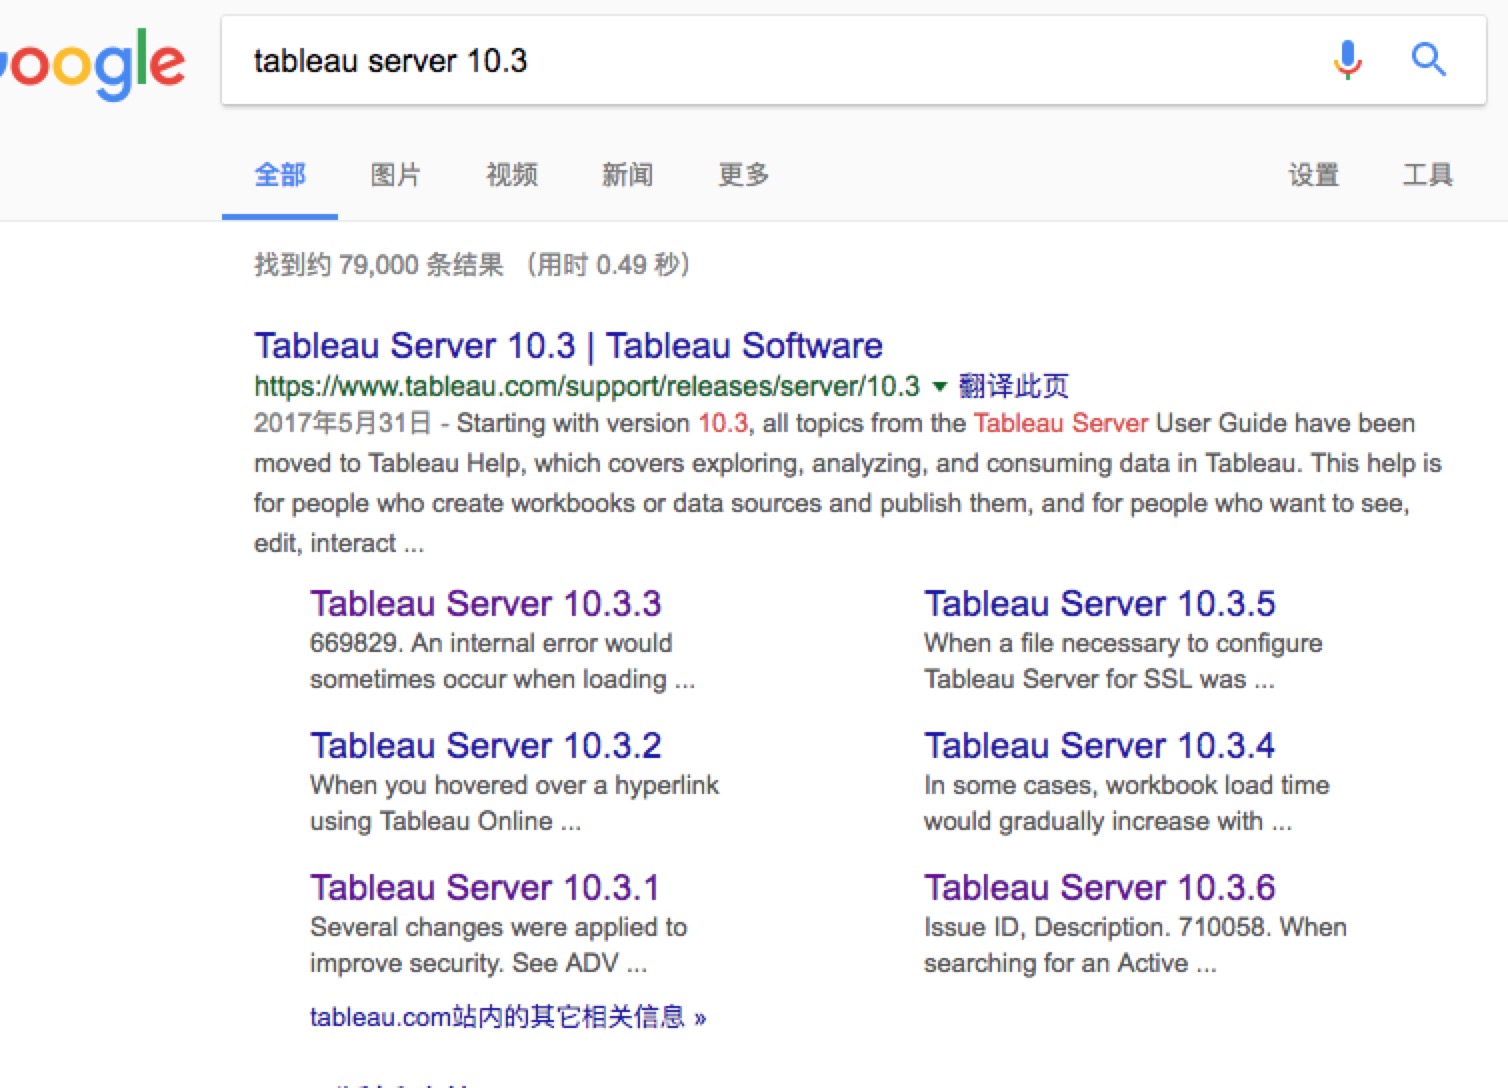 oogle
tableau server 10.3
全部 图片 视频 新闻 更多 设置 工具
找到约 79,000 条结果 （用时 0.49 秒）
Tableau Server 10.3 | Tableau Software
https://www.tableau.com/support/releases/server/10.3 翻译此页
2017年5月31日 - Starting with version 10.3, all topics from the Tableau Server User Guide have been
moved to Tableau Help, which covers exploring, analyzing, and consuming data in Tableau. This help is
for people who create workbooks or data sources and publish them, and for people who want to see,
edit, interact ...
Tableau Server 10.3.3
669829. An internal error would
sometimes occur when loading ...
Tableau Server 10.3.5
When a file necessary to configure
Tableau Server for SSL was ...
Tableau Server 10.3.2
When you hovered over a hyperlink
using Tableau Online ...
Tableau Server 10.3.4
In some cases, workbook load time
would gradually increase with ...
Tableau Server 10.3.1
Several changes were applied to
improve security. See ADV ...
Tableau Server 10.3.6
Issue ID, Description. 710058. When
searching for an Active ...
tableau.com站内的其它相关信息 »